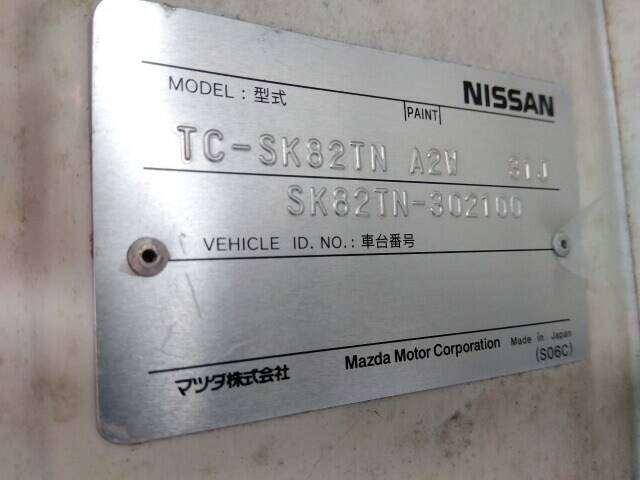 NISSAN
MODEL : 型式
PAINT
TC-SK82TN A2W 31J
SK82TN-302100
VEHICLE ID. NO. : 車台番号
マツダ株式会社 Mazda Motor Corporation Made in Japan
(S06C)